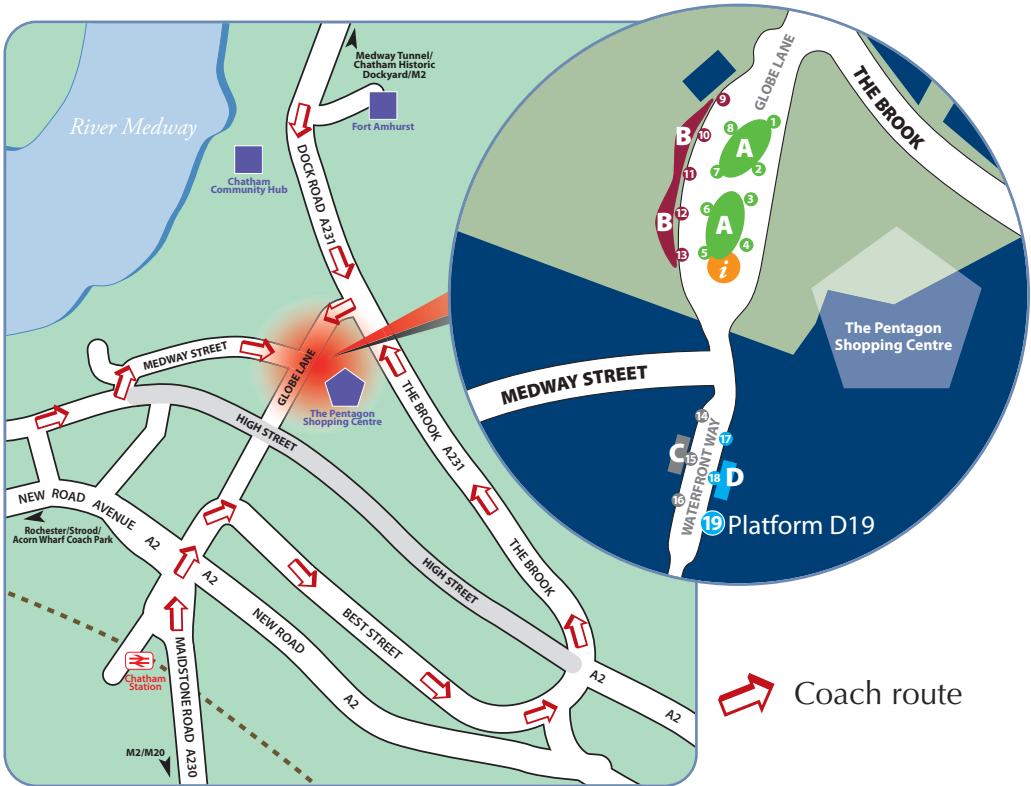 Medway Tunnel/
Chatham Historic
Dockyard/M2
River Medway
Fort Amhurst
Chatham
Community Hub
DOCK ROAD A231
MEDWAY STREET
GLOBE LANE
The Pentagon
Shopping Centre
HIGH STREET
THE BROOK A231
NEW ROAD AVENUE A2
Rochester/Strood/
Acorn Wharf Coach Park
A2
NEW ROAD
A2
BEST STREET
HIGH STREET
THE BROOK
A2
A2
Chatham
Station
MAIDSTONE ROAD A230
M2/M20
GLOBE LANE
THE BROOK
9
B
10
8
1
A
11
7
2
B
12
6
3
A
13
5
4
i
The Pentagon
Shopping Centre
MEDWAY STREET
14
17
C
15
18
D
16
WATERFRONT WAY
19 Platform D19
Coach route